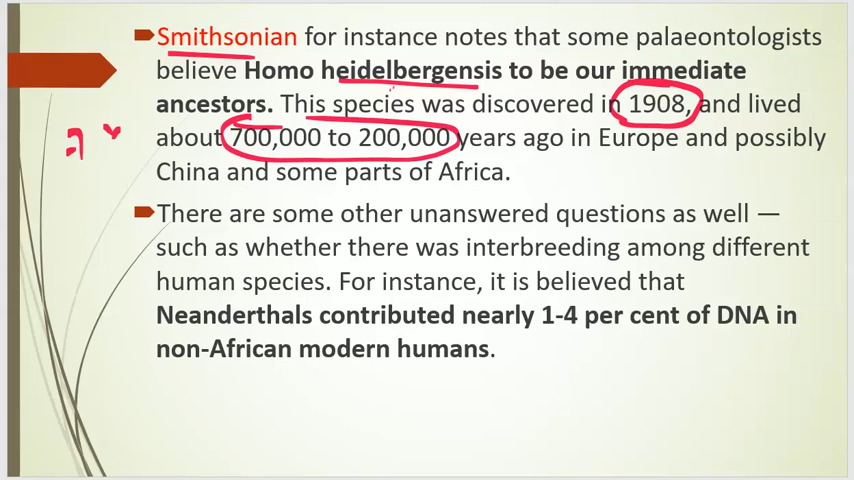 Smithsonian for instance notes that some palaeontologists
believe Homo heidelbergensis to be our immediate
ancestors. This species was discovered in 1908, and lived
about 700,000 to 200,000 years ago in Europe and possibly
China and some parts of Africa.
There are some other unanswered questions as well —
such as whether there was interbreeding among different
human species. For instance, it is believed that
Neanderthals contributed nearly 1-4 per cent of DNA in
non-African modern humans.